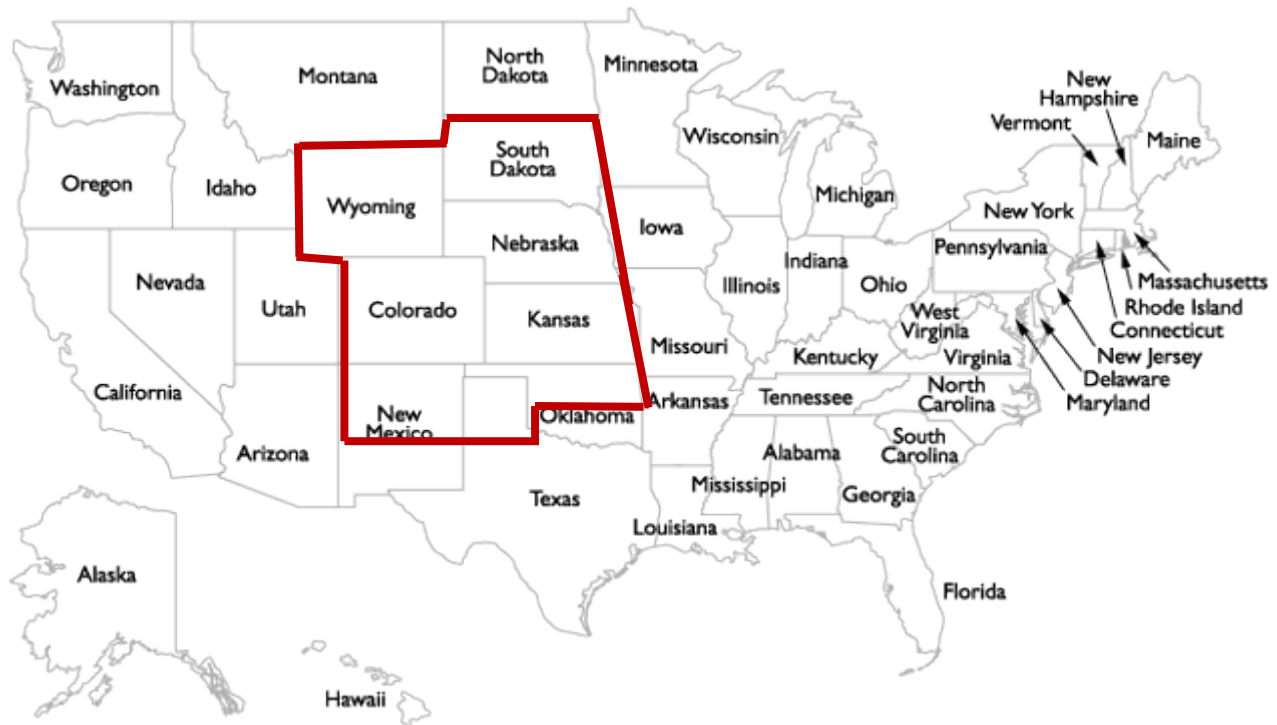 Washington
Montana
North
Dakota
Minnesota
New
Hampshire
Vermont
Maine
Wisconsin
South
Dakota
Oregon
Idaho
Wyoming
Michigan
New York
Iowa
Nebraska
Pennsylvania
Nevada
Indiana
Illinois
Ohio
Massachusetts
Utah
Colorado
Kansas
Rhode Island
West
Virginia
Connecticut
Missouri
Kentucky
Virginia
New Jersey
California
Delaware
Tennessee
North
Carolina
Maryland
Arkansas
New
Mexico
Oklahoma
Arizona
South
Carolina
Alabama
Mississippi
Georgia
Texas
Louisiana
Alaska
Florida
Hawaii